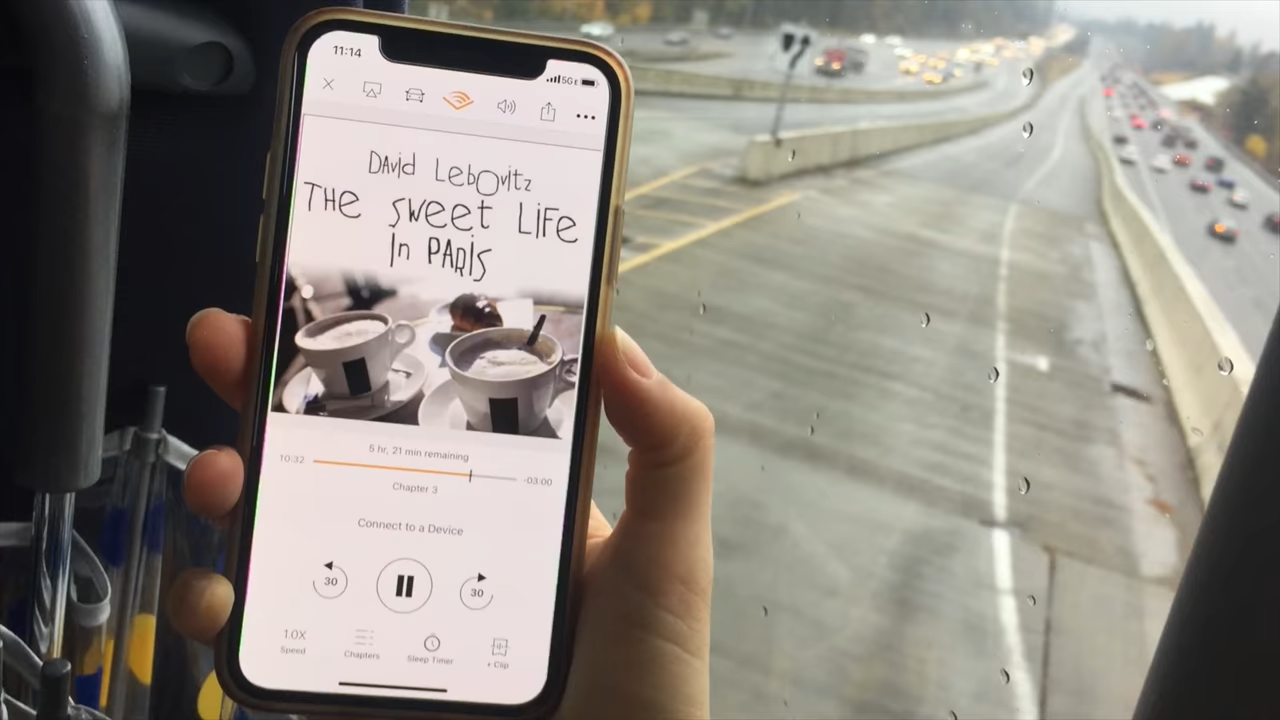 11:14
5GE
David Lebovitz
The Sweet Life
in Paris
5 hr, 21 min remaining
10:32
-03:00
Chapter 3
Connect to a Device
30
30
1.0X
Speed
Chapters
Sleep Timer
+ Clip